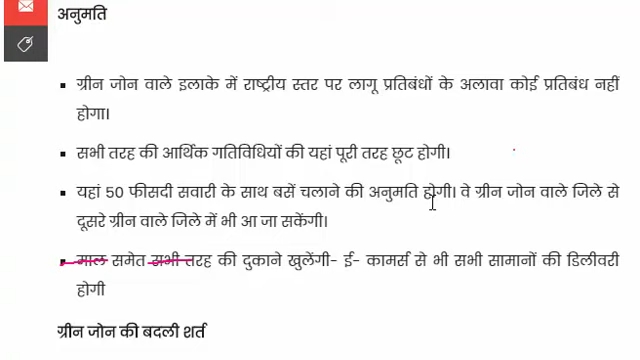 अनुमति
ग्रीन जोन वाले इलाके में राष्ट्रीय स्तर पर लागू प्रतिबंधों के अलावा कोई प्रतिबंध नहीं
होगा।
सभी तरह की आर्थिक गतिविधियों की यहां पूरी तरह छूट होगी।
यहां 50 फीसदी सवारी के साथ बसें चलाने की अनुमति होगी। वे ग्रीन जोन वाले जिले से
दूसरे ग्रीन वाले जिले में भी आ जा सकेंगी।
माल समेत सभी तरह की दुकाने खुलेंगी- ई- कामर्स से भी सभी सामानों की डिलीवरी
होगी
ग्रीन जोन की बदली शर्त